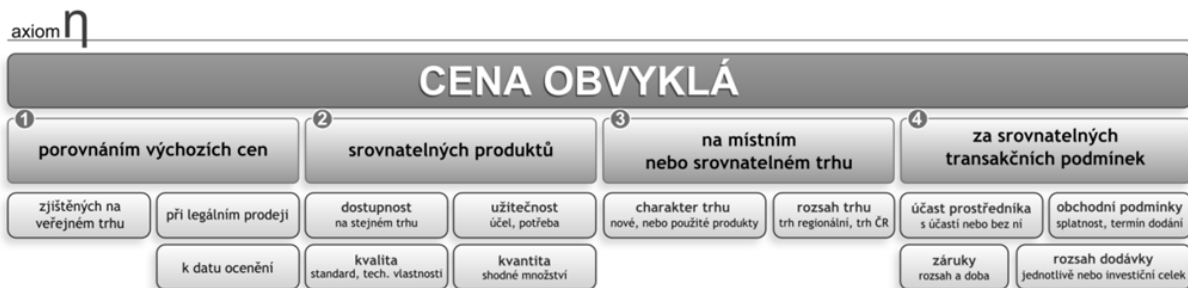 axiom η
CENA OBVYKLÁ
1
porovnáním výchozích cen
zjištěných na
veřejném trhu
při legálním prodeji
k datu ocenění
2
srovnatelných produktů
dostupnost
na stejném trhu
užitečnost
účel, potřeba
kvalita
standard, tech. vlastnosti
kvantita
shodné množství
3
na místním
nebo srovnatelném trhu
charakter trhu
nové, nebo použité produkty
rozsah trhu
trh regionální, trh ČR
4
za srovnatelných
transakčních podmínek
účast prostředníka
s účastí nebo bez ní
obchodní podmínky
splatnost, termín dodání
záruky
rozsah a doba
rozsah dodávky
jednotlivě nebo investiční celek